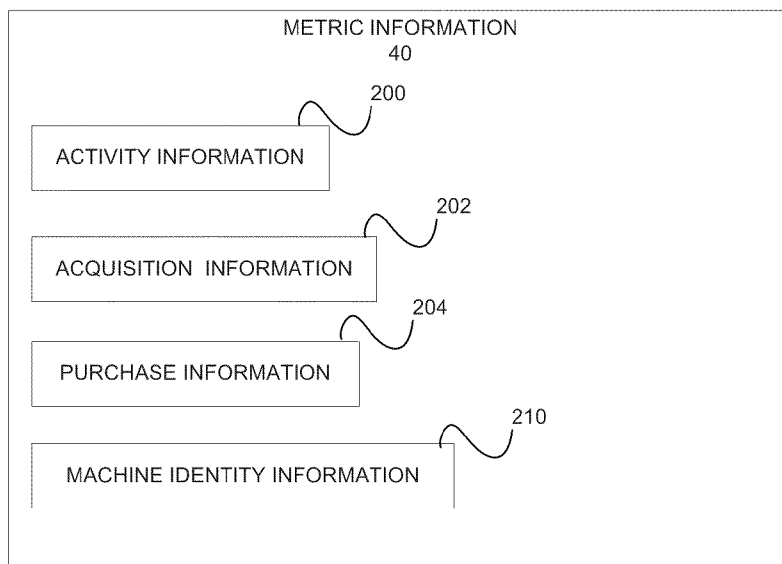 METRIC INFORMATION
40
200
ACTIVITY INFORMATION
202
ACQUISITION INFORMATION
204
PURCHASE INFORMATION
210
MACHINE IDENTITY INFORMATION